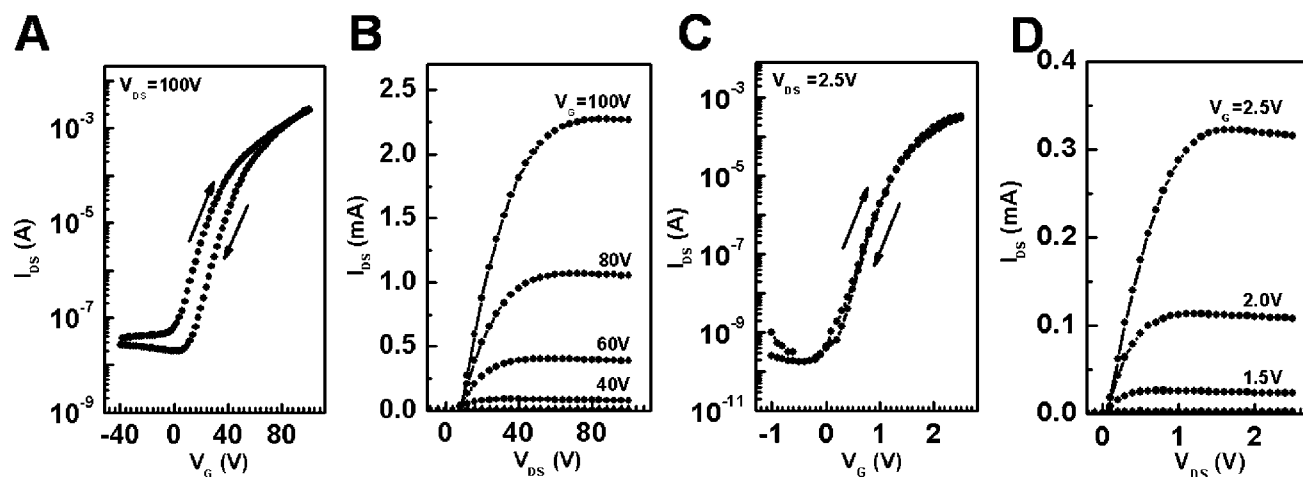 A
V_DS=100V
10^-3
10^-5
10^-7
10^-9
I_DS (A)
-40 0 40 80
V_G (V)
B
2.5
2.0
1.5
1.0
0.5
0.0
I_DS (mA)
V_G=100V
80V
60V
40V
0 40 80
V_DS (V)
C
V_DS=2.5V
10^-3
10^-5
10^-7
10^-9
10^-11
I_DS (A)
-1 0 1 2
V_G (V)
D
0.4
0.3
0.2
0.1
0.0
I_DS (mA)
V_G=2.5V
2.0V
1.5V
0 1 2
V_DS (V)